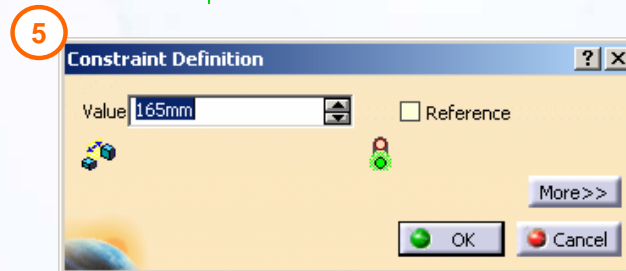 5
Constraint Definition
Value 165mm Reference
More>>
OK Cancel